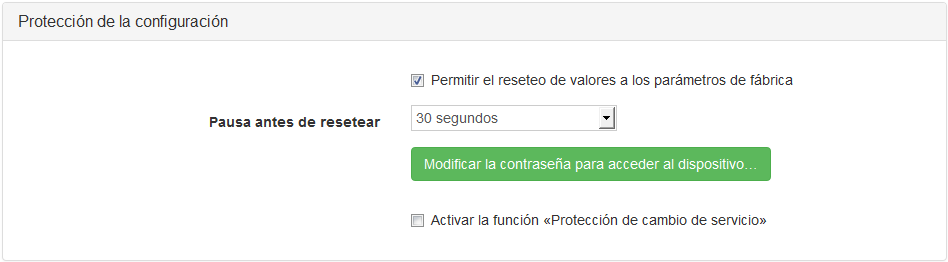 Protección de la configuración
Permitir el reseteo de valores a los parámetros de fábrica
Pausa antes de resetear
30 segundos
Modificar la contraseña para acceder al dispositivo...
Activar la función «Protección de cambio de servicio»